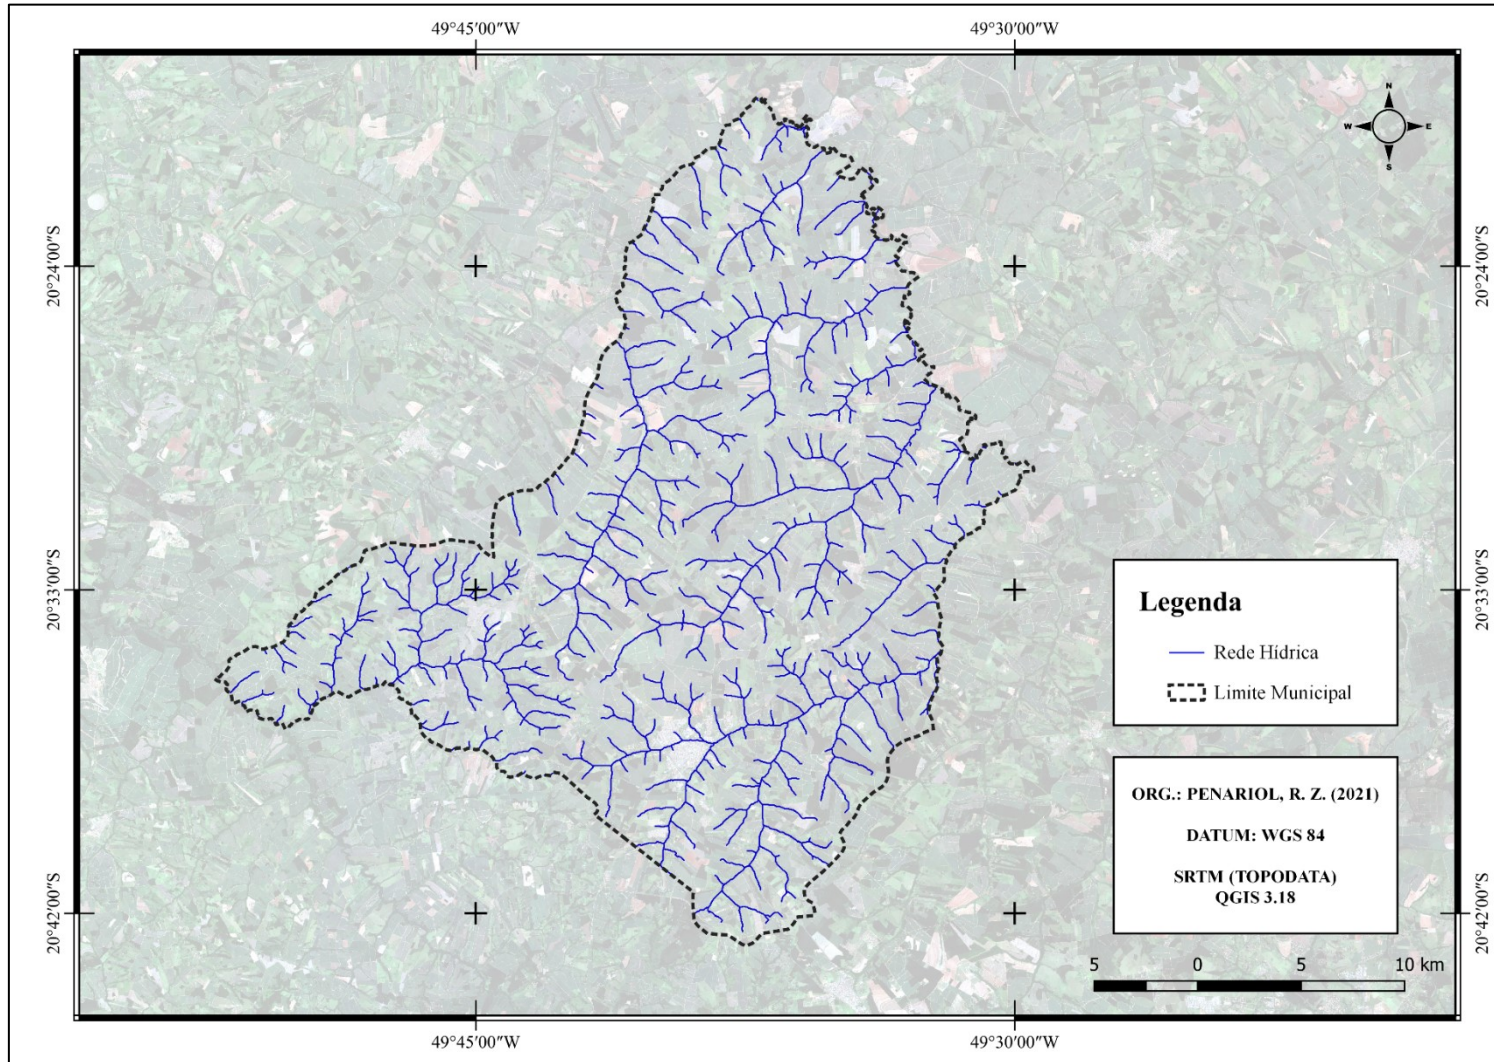 49°45'00"W 49°30'00"W
N
W E
S
20°24'00"S 20°24'00"S
20°33'00"S 20°33'00"S
Legenda
Rede Hídrica
Limite Municipal
ORG.: PENARIOL, R. Z. (2021)
DATUM: WGS 84
SRTM (TOPODATA)
QGIS 3.18
20°42'00"S 20°42'00"S
5 0 5 10 km
49°45'00"W 49°30'00"W